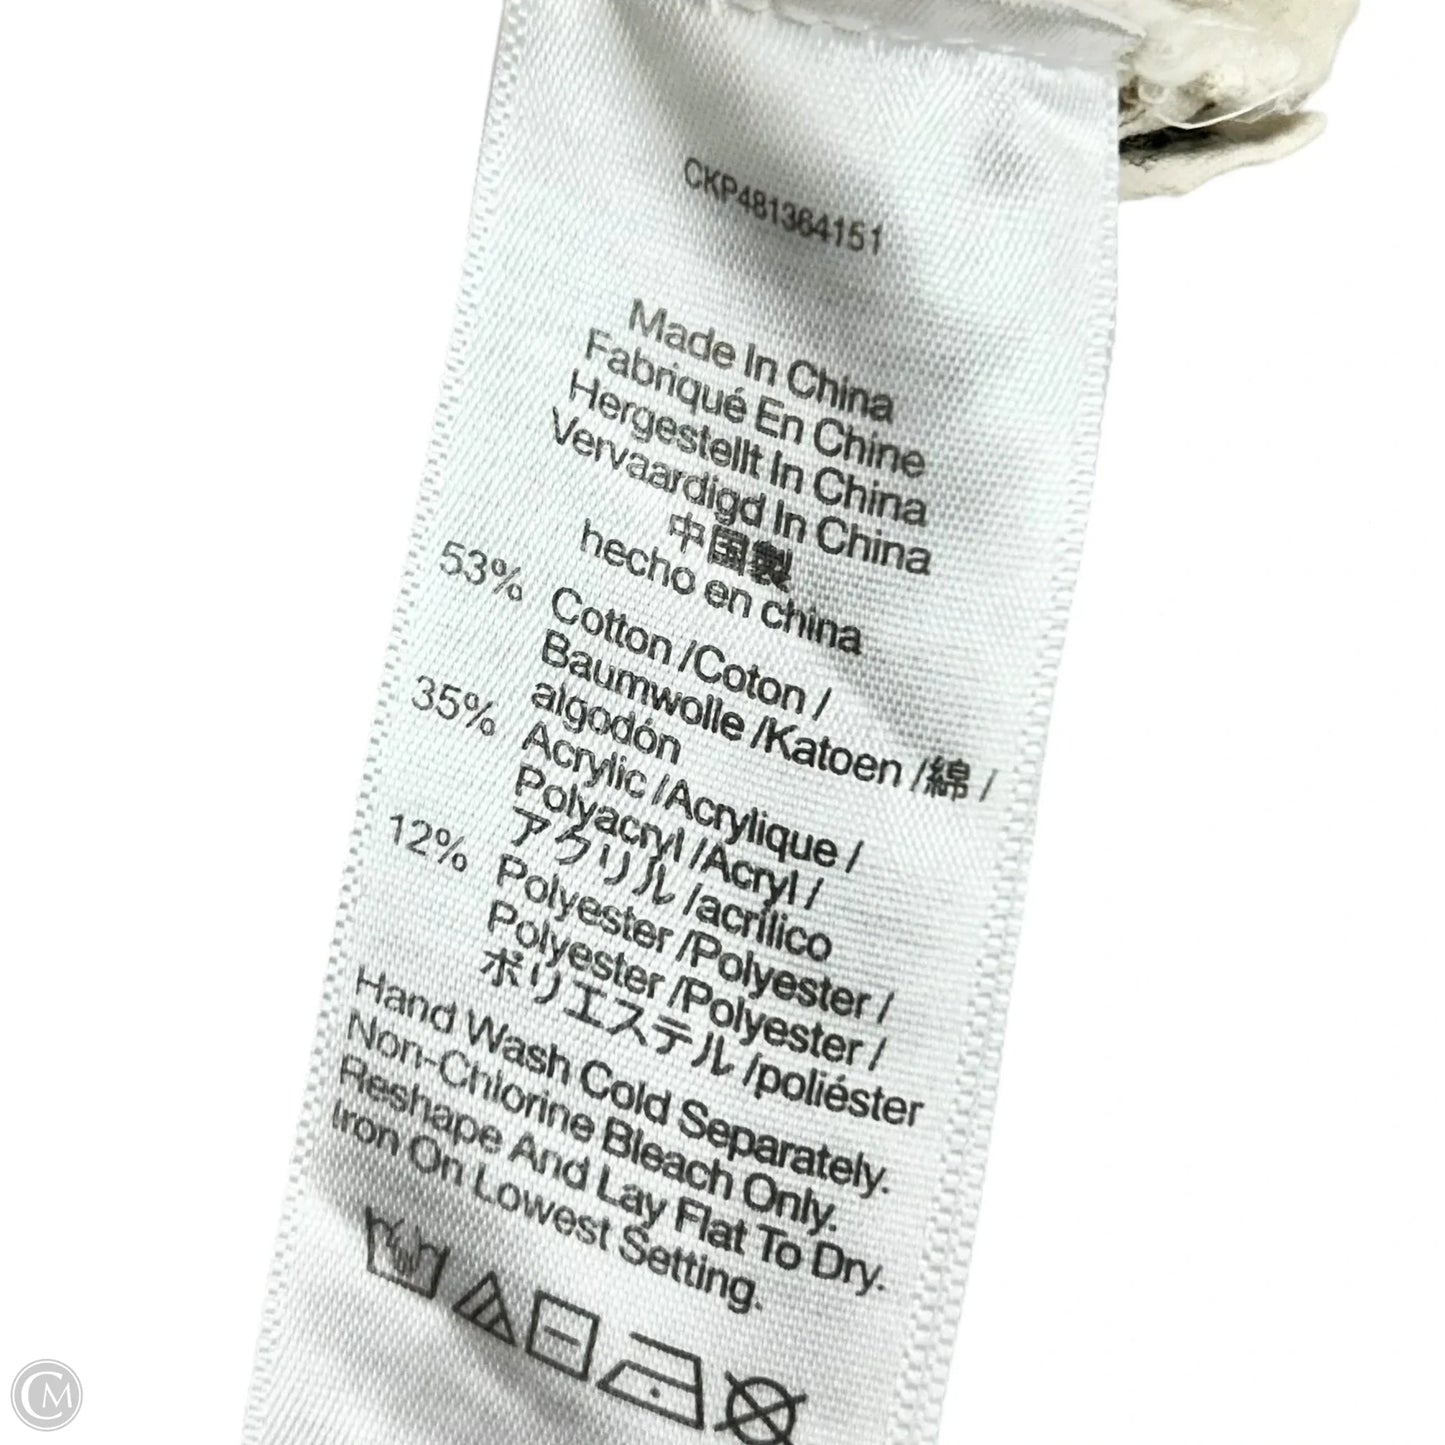 CKP481364151
Made In China
Fabriqué En Chine
Hergestellt In China
Vervaardigd In China
中国製
hecho en china
53% Cotton /Coton /
Baumwolle /Katoen /綿 /
algodón
35% Acrylic /Acrylique /
Polyacryl /Acryl /
アクリル /acrílico
12% Polyester /Polyester /
Polyester /Polyester /
ポリエステル /poliéster
Hand Wash Cold Separately.
Non-Chlorine Bleach Only.
Reshape And Lay Flat To Dry.
Iron On Lowest Setting.
CM